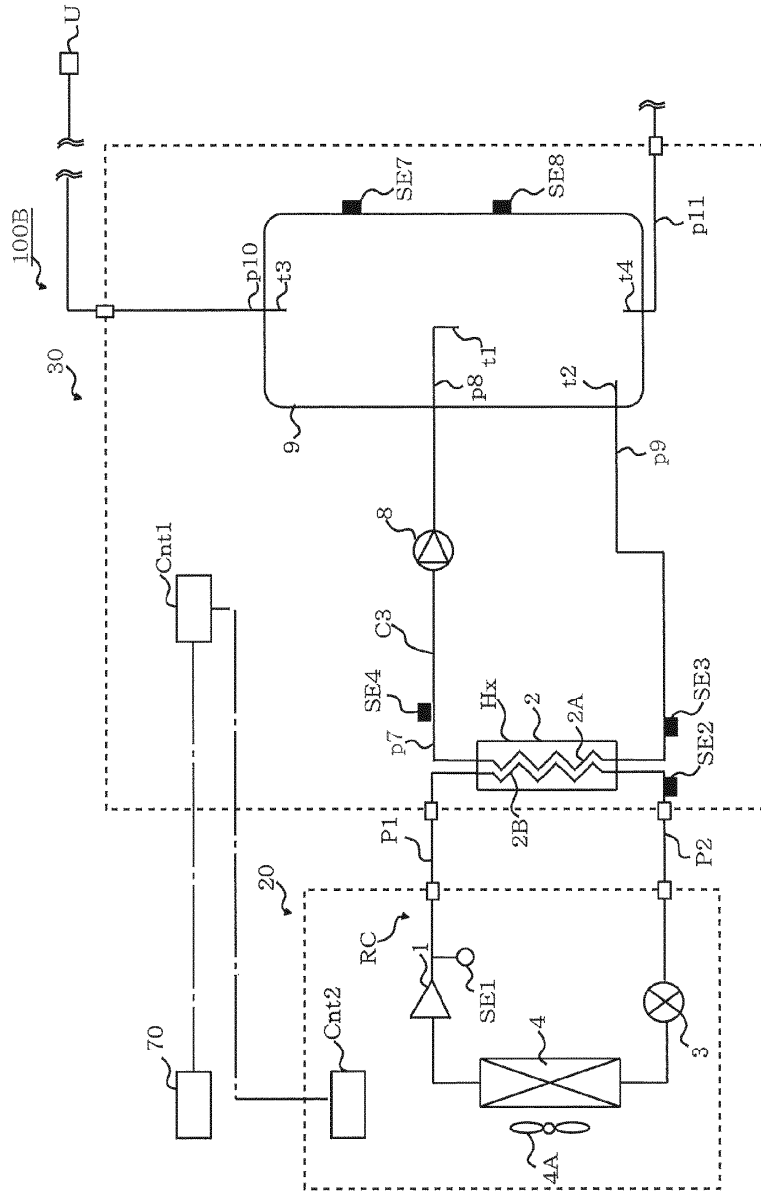 U
100B
SE7
SE8
p10
t3
30
t1
t4
p11
p8
t2
9
p9
8
Cnt1
C3
SE4
Hx
2
2A
SE3
p7
SE2
2B
P1
P2
20
RC
1
SE1
Cnt2
70
4
3
4A